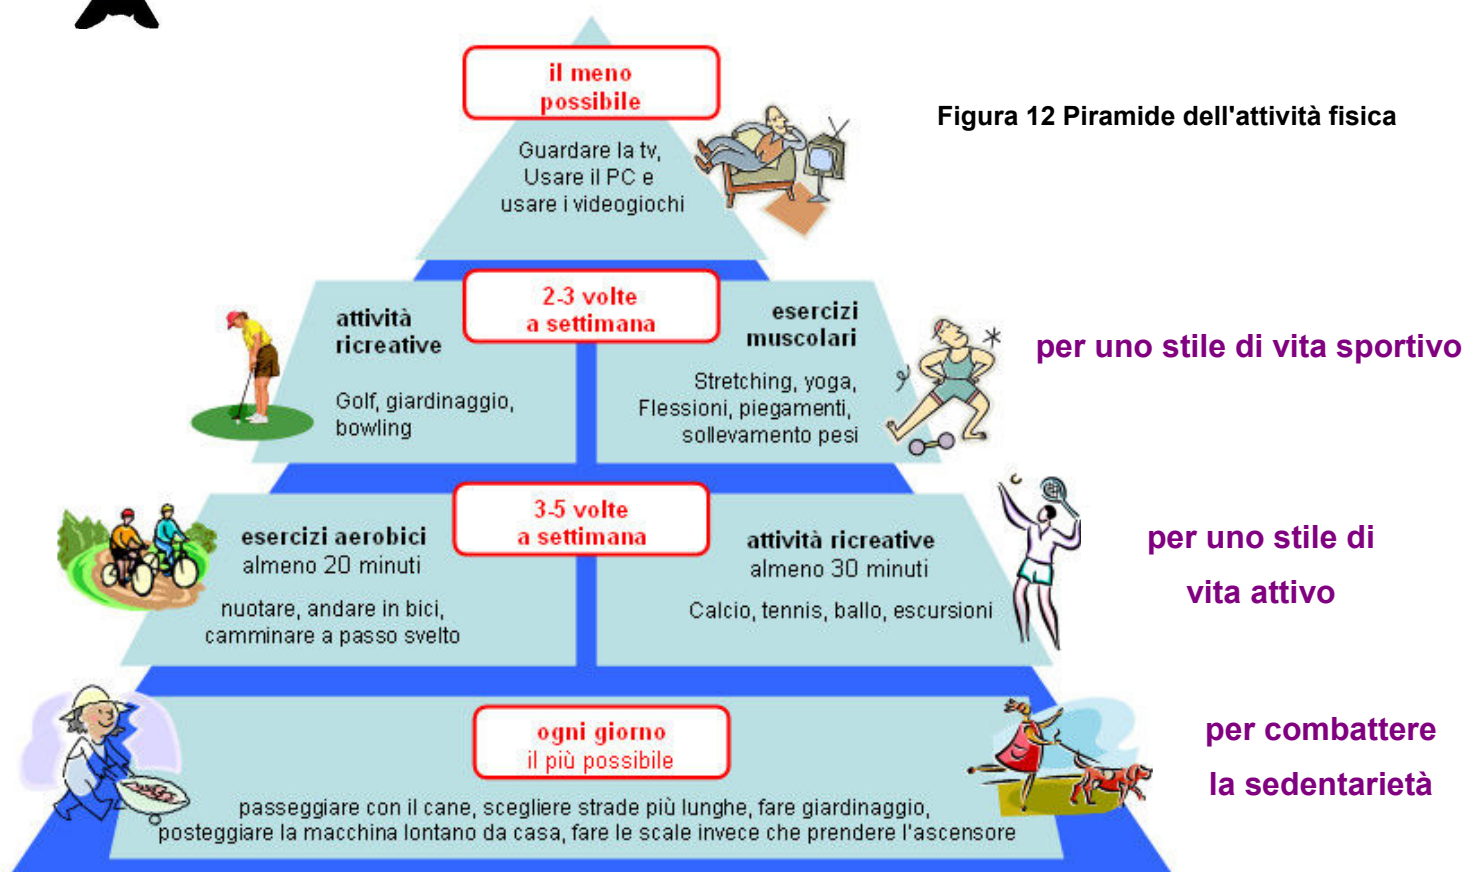 il meno
possibile
Figura 12 Piramide dell'attività fisica
Guardare la tv,
Usare il PC e
usare i videogiochi
2-3 volte
a settimana
attività
ricreative
Golf, giardinaggio,
bowling
esercizi
muscolari
Stretching, yoga,
Flessioni, piegamenti,
sollevamento pesi
per uno stile di vita sportivo
3-5 volte
a settimana
esercizi aerobici
almeno 20 minuti
nuotare, andare in bici,
camminare a passo svelto
attività ricreative
almeno 30 minuti
Calcio, tennis, ballo, escursioni
per uno stile di
vita attivo
ogni giorno
il più possibile
passeggiare con il cane, scegliere strade più lunghe, fare giardinaggio,
posteggiare la macchina lontano da casa, fare le scale invece che prendere l'ascensore
per combattere
la sedentarietà